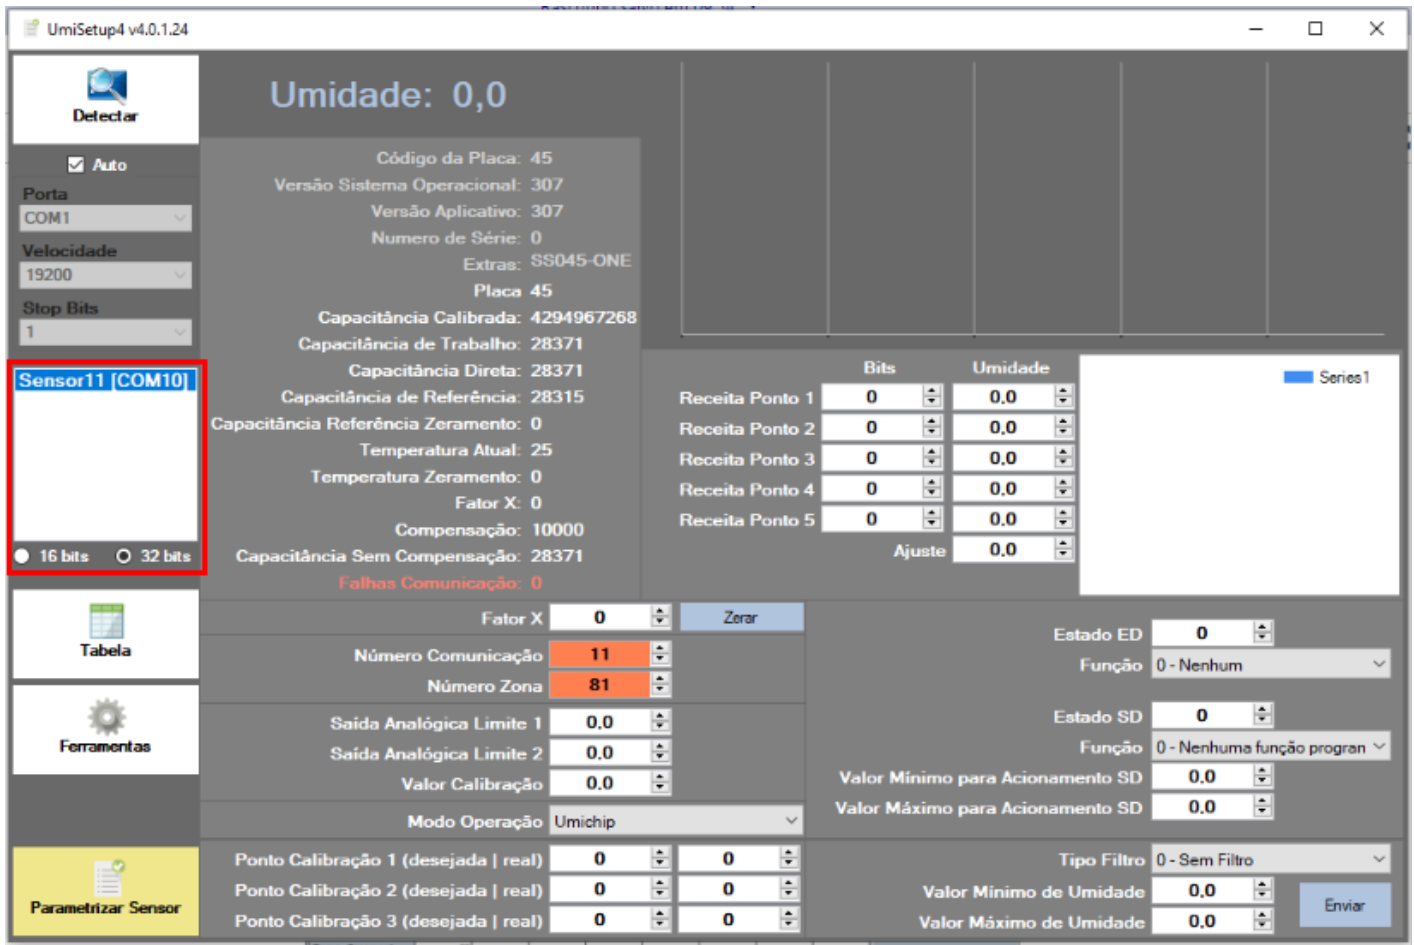 UmiSetup4 v4.0.1.24
Detectar
Auto
Porta
COM1
Velocidade
19200
Stop Bits
1
Sensor11 [COM10]
16 bits
32 bits
Tabela
Ferramentas
Parametrizar Sensor
Umidade: 0,0
Código da Placa: 45
Versão Sistema Operacional: 307
Versão Aplicativo: 307
Numero de Série: 0
Extras: SS045-ONE
Placa 45
Capacitância Calibrada: 4294967268
Capacitância de Trabalho: 28371
Capacitância Direta: 28371
Capacitância de Referência: 28315
Capacitância Referência Zeramento: 0
Temperatura Atual: 25
Temperatura Zeramento: 0
Fator X: 0
Compensação: 10000
Capacitância Sem Compensação: 28371
Falhas Comunicação: 0
Bits Umidade
Receita Ponto 1 0 0,0
Receita Ponto 2 0 0,0
Receita Ponto 3 0 0,0
Receita Ponto 4 0 0,0
Receita Ponto 5 0 0,0
Ajuste 0,0
Series1
Fator X 0 Zerar
Número Comunicação 11
Número Zona 81
Saída Analógica Limite 1 0,0
Saída Analógica Limite 2 0,0
Valor Calibração 0,0
Modo Operação Umichip
Ponto Calibração 1 (desejada | real) 0 0
Ponto Calibração 2 (desejada | real) 0 0
Ponto Calibração 3 (desejada | real) 0 0
Estado ED 0
Função 0 - Nenhum
Estado SD 0
Função 0 - Nenhuma função progran
Valor Mínimo para Acionamento SD 0,0
Valor Máximo para Acionamento SD 0,0
Tipo Filtro 0 - Sem Filtro
Valor Mínimo de Umidade 0,0
Valor Máximo de Umidade 0,0
Enviar